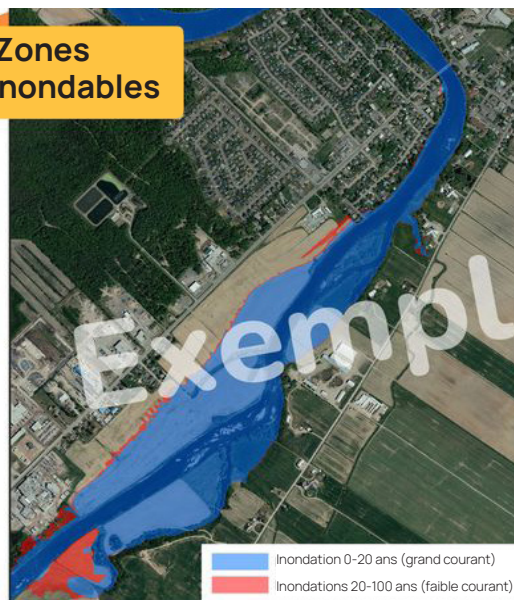 Zones
nondables
Exempl
Inondation 0-20 ans (grand courant)
Inondations 20-100 ans (faible courant)